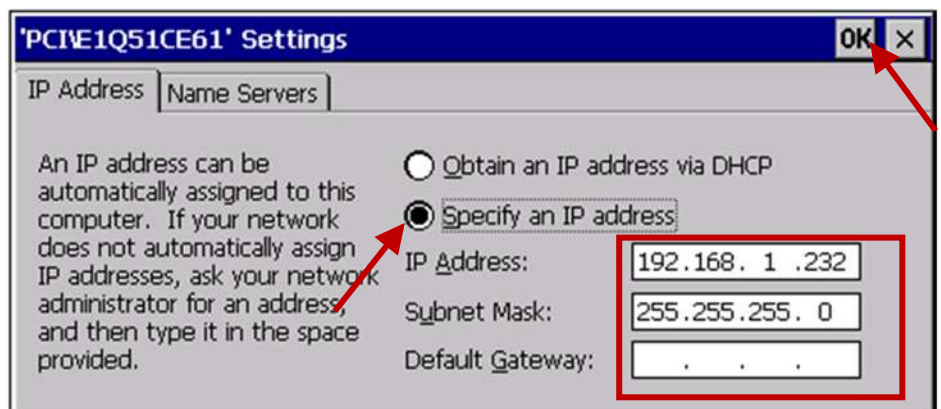 'PCI\E1Q51CE61' Settings OK ×
IP Address Name Servers
An IP address can be
automatically assigned to this
computer. If your network
does not automatically assign
IP addresses, ask your network
administrator for an address,
and then type it in the space
provided.
Obtain an IP address via DHCP
Specify an IP address
IP Address: 192.168. 1 .232
Subnet Mask: 255.255.255. 0
Default Gateway: . . .